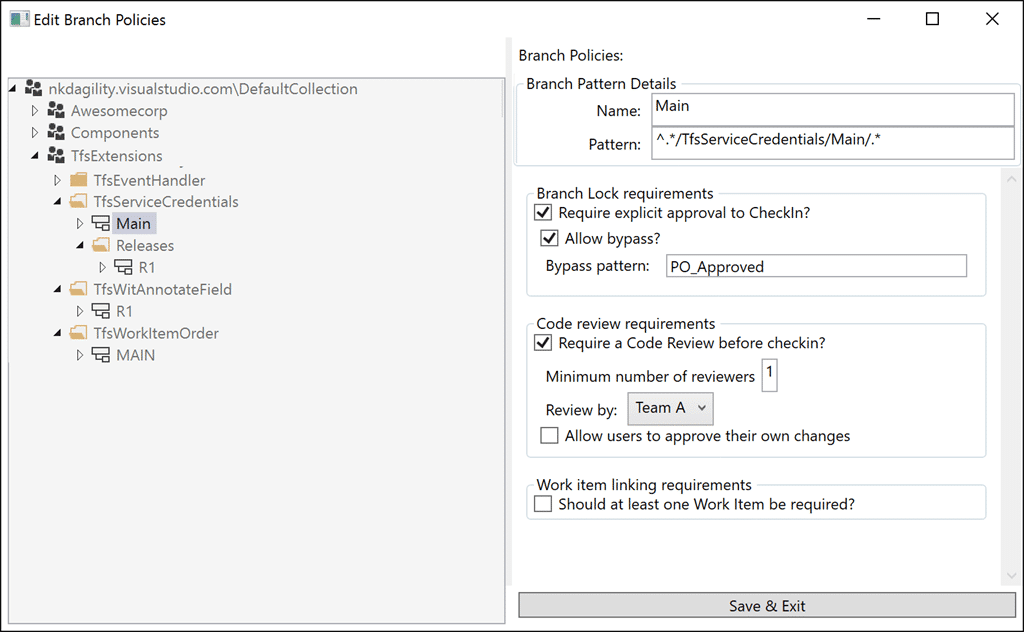 Edit Branch Policies
nkdagility.visualstudio.com\DefaultCollection
Awesomecorp
Components
TfsExtensions
TfsEventHandler
TfsServiceCredentials
Main
Releases
R1
TfsWitAnnotateField
R1
TfsWorkItemOrder
MAIN
Branch Policies:
Branch Pattern Details
Name: Main
Pattern: ^.*/TfsServiceCredentials/Main/.*
Branch Lock requirements
Require explicit approval to CheckIn?
Allow bypass?
Bypass pattern: PO_Approved
Code review requirements
Require a Code Review before checkin?
Minimum number of reviewers 1
Review by: Team A
Allow users to approve their own changes
Work item linking requirements
Should at least one Work Item be required?
Save & Exit